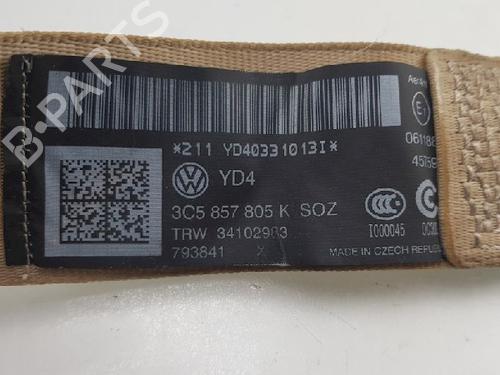 B-PARTS
*211 YD40331013I*
YD4
3C5 857 805 K SOZ
TRW 34102983
793841 X
I000045
MADE IN CZECH REPUBL